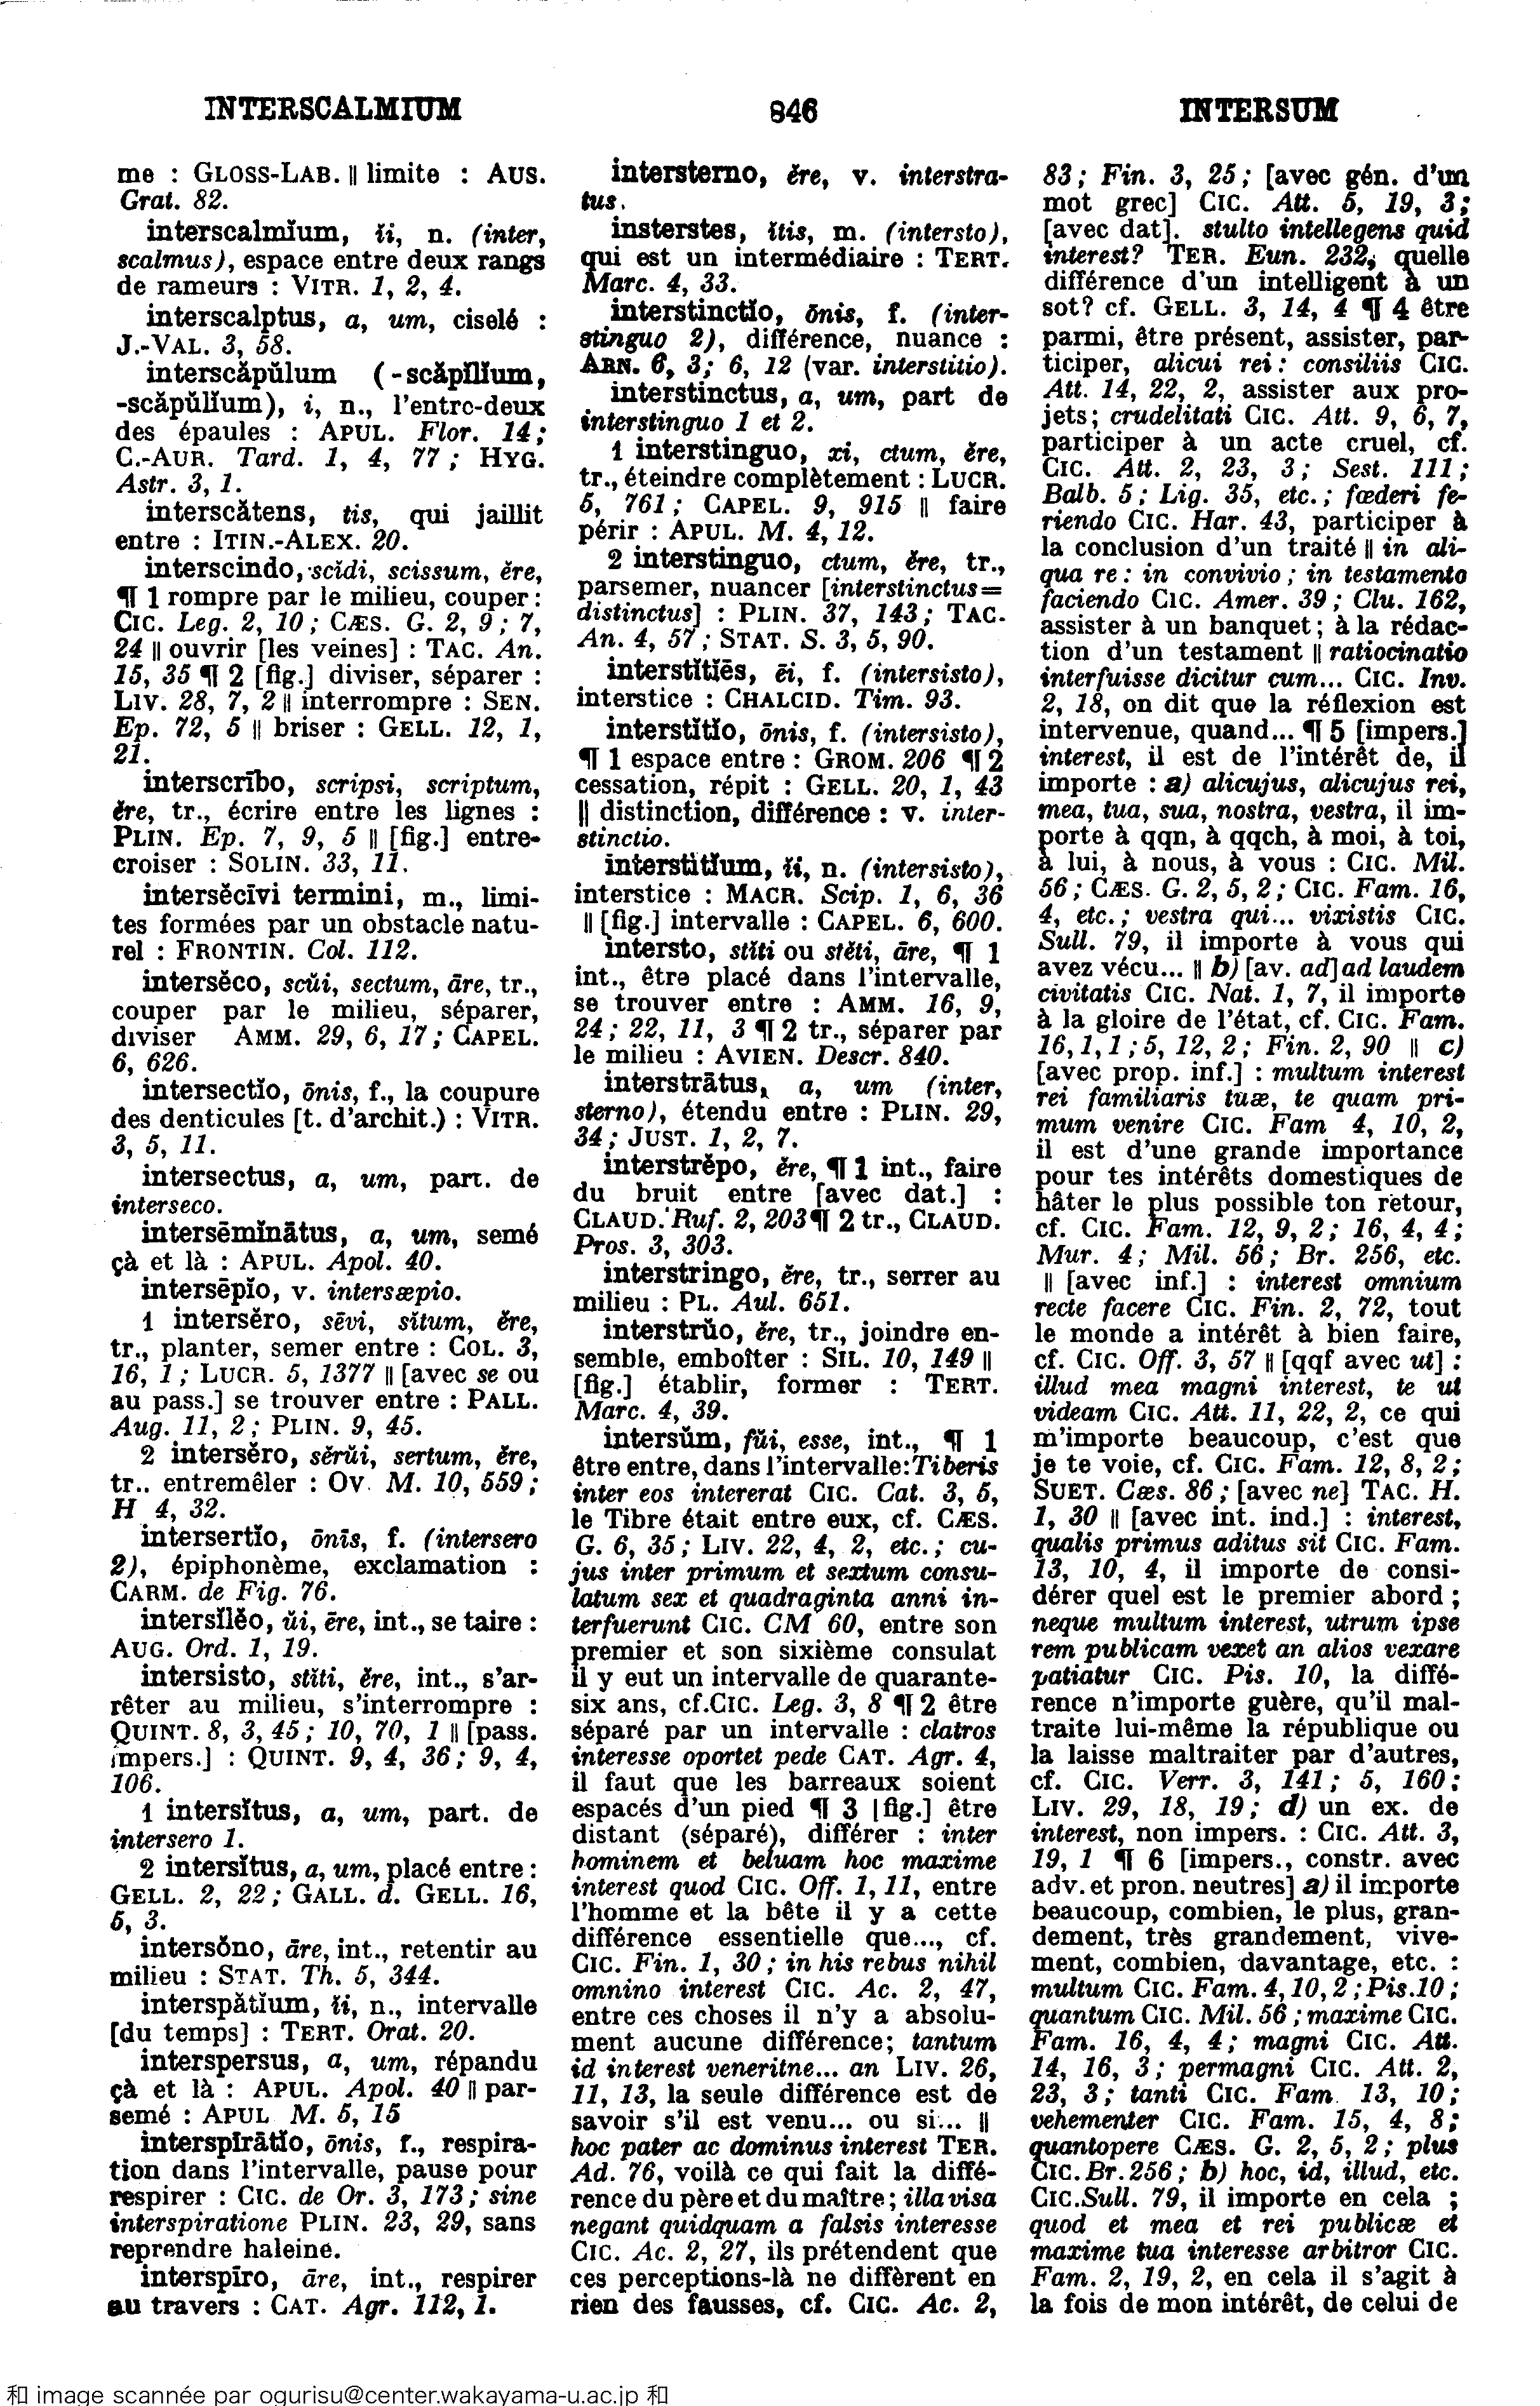 INTERSCALMIUM
846
INTERSUM
me : GLOSS-LAB. || limite : AUS.
Grat. 82.
interscalmĭum, ĭi, n. (inter,
scalmus), espace entre deux rangs
de rameurs : VITR. 1, 2, 4.
interscalptus, a, um, ciselé :
J.-VAL. 3, 58.
interscăpŭlum (-scăpĭlĭum,
-scăpŭlĭum), i, n., l'entre-deux
des épaules : APUL. Flor. 14;
C.-AUR. Tard. 1, 4, 77; HYG.
Astr. 3, 1.
interscătens, tis, qui jaillit
entre : ITIN.-ALEX. 20.
interscindo, scĭdi, scissum, ĕre,
¶ 1 rompre par le milieu, couper :
CIC. Leg. 2, 10; CÆS. G. 2, 9; 7,
24 || ouvrir [les veines] : TAC. An.
15, 35 ¶ 2 [fig.] diviser, séparer :
LIV. 28, 7, 2 || interrompre : SEN.
Ep. 72, 5 || briser : GELL. 12, 1,
21.
interscrībo, scripsi, scriptum,
ĕre, tr., écrire entre les lignes :
PLIN. Ep. 7, 9, 5 || [fig.] entre-
croiser : SOLIN. 33, 11.
intersĕcīvi termini, m., limi-
tes formées par un obstacle natu-
rel : FRONTIN. Col. 112.
intersĕco, scŭi, sectum, āre, tr.,
couper par le milieu, séparer,
diviser AMM. 29, 6, 17; CAPEL.
6, 626.
intersectĭo, ōnis, f., la coupure
des denticules [t. d'archit.) : VITR.
3, 5, 11.
intersectus, a, um, part. de
interseco.
intersēmĭnātus, a, um, semé
çà et là : APUL. Apol. 40.
intersēpĭo, v. intersæpio.
1 intersĕro, sēvi, sĭtum, ĕre,
tr., planter, semer entre : COL. 3,
16, 1; LUCR. 5, 1377 || [avec se ou
au pass.] se trouver entre : PALL.
Aug. 11, 2; PLIN. 9, 45.
2 intersĕro, sĕrŭi, sertum, ĕre,
tr.. entremêler : OV. M. 10, 559;
H 4, 32.
intersertĭo, ōnīs, f. (intersero
2), épiphonème, exclamation :
CARM. de Fig. 76.
intersĭlĕo, ŭi, ēre, int., se taire :
AUG. Ord. 1, 19.
intersisto, stĭti, ĕre, int., s'ar-
rêter au milieu, s'interrompre :
QUINT. 8, 3, 45; 10, 70, 1 || [pass.
impers.] : QUINT. 9, 4, 36; 9, 4,
106.
1 intersĭtus, a, um, part. de
intersero 1.
2 intersĭtus, a, um, placé entre :
GELL. 2, 22; GALL. d. GELL. 16,
5, 3.
intersŏno, āre, int., retentir au
milieu : STAT. Th. 5, 344.
interspătĭum, ĭi, n., intervalle
[du temps] : TERT. Orat. 20.
interspersus, a, um, répandu
çà et là : APUL. Apol. 40 || par-
semé : APUL M. 5, 15
interspīrātĭo, ōnis, f., respira-
tion dans l'intervalle, pause pour
respirer : CIC. de Or. 3, 173; sine
interspiratione PLIN. 23, 29, sans
reprendre haleine.
interspīro, āre, int., respirer
au travers : CAT. Agr. 112, 1.
intersterno, ĕre, v. interstra-
tus.
insterstes, ĭtis, m. (intersto),
qui est un intermédiaire : TERT.
Marc. 4, 33.
interstinctĭo, ōnis, f. (inter-
stinguo 2), différence, nuance :
ARN. 6, 3; 6, 12 (var. interstitio).
interstinctus, a, um, part de
interstinguo 1 et 2.
1 interstinguo, xi, ctum, ĕre,
tr., éteindre complètement : LUCR.
5, 761; CAPEL. 9, 915 || faire
périr : APUL. M. 4, 12.
2 interstinguo, ctum, ĕre, tr.,
parsemer, nuancer [interstinctus=
distinctus] : PLIN. 37, 143; TAC.
An. 4, 57; STAT. S. 3, 5, 90.
interstĭtĭēs, ēi, f. (intersisto),
interstice : CHALCID. Tim. 93.
interstĭtĭo, ōnis, f. (intersisto),
¶ 1 espace entre : GROM. 206 ¶ 2
cessation, répit : GELL. 20, 1, 43
|| distinction, différence : v. inter-
stinctio.
interstĭtĭum, ĭi, n. (intersisto),
interstice : MACR. Scip. 1, 6, 36
|| [fig.] intervalle : CAPEL. 6, 600.
intersto, stĭti ou stĕti, āre, ¶ 1
int., être placé dans l'intervalle,
se trouver entre : AMM. 16, 9,
24; 22, 11, 3 ¶ 2 tr., séparer par
le milieu : AVIEN. Descr. 840.
interstrātus, a, um (inter,
sterno), étendu entre : PLIN. 29,
34; JUST. 1, 2, 7.
interstrĕpo, ĕre, ¶ 1 int., faire
du bruit entre [avec dat.] :
CLAUD. Ruf. 2, 203 ¶ 2 tr., CLAUD.
Pros. 3, 303.
interstringo, ĕre, tr., serrer au
milieu : PL. Aul. 651.
interstrŭo, ĕre, tr., joindre en-
semble, emboîter : SIL. 10, 149 ||
[fig.] établir, former : TERT.
Marc. 4, 39.
intersŭm, fŭi, esse, int., ¶ 1
être entre, dans l'intervalle: Tiberis
inter eos intererat CIC. Cat. 3, 5,
le Tibre était entre eux, cf. CÆS.
G. 6, 35; LIV. 22, 4, 2, etc.; cu-
jus inter primum et sextum consu-
latum sex et quadraginta anni in-
terfuerunt CIC. CM 60, entre son
premier et son sixième consulat
il y eut un intervalle de quarante-
six ans, cf.CIC. Leg. 3, 8 ¶ 2 être
séparé par un intervalle : clatros
interesse oportet pede CAT. Agr. 4,
il faut que les barreaux soient
espacés d'un pied ¶ 3 [fig.] être
distant (séparé), différer : inter
hominem et beluam hoc maxime
interest quod CIC. Off. 1, 11, entre
l'homme et la bête il y a cette
différence essentielle que..., cf.
CIC. Fin. 1, 30; in his rebus nihil
omnino interest CIC. Ac. 2, 47,
entre ces choses il n'y a absolu-
ment aucune différence; tantum
id interest veneritne... an LIV. 26,
11, 13, la seule différence est de
savoir s'il est venu... ou si... ||
hoc pater ac dominus interest TER.
Ad. 76, voilà ce qui fait la diffé-
rence du père et du maître; illa visa
negant quidquam a falsis interesse
CIC. Ac. 2, 27, ils prétendent que
ces perceptions-là ne diffèrent en
rien des fausses, cf. CIC. Ac. 2,
83; Fin. 3, 25; [avec gén. d'un
mot grec] CIC. Att. 5, 19, 3;
[avec dat]. stulto intellegens quid
interest? TER. Eun. 232, quelle
différence d'un intelligent à un
sot? cf. GELL. 3, 14, 4 ¶ 4 être
parmi, être présent, assister, par-
ticiper, alicui rei : consiliis CIC.
Att. 14, 22, 2, assister aux pro-
jets; crudelitati CIC. Att. 9, 6, 7,
participer à un acte cruel, cf.
CIC. Att. 2, 23, 3; Sest. 111;
Balb. 5; Lig. 35, etc.; fœderi fe-
riendo CIC. Har. 43, participer à
la conclusion d'un traité || in ali-
qua re : in convivio; in testamento
faciendo CIC. Amer. 39; Clu. 162,
assister à un banquet; à la rédac-
tion d'un testament || ratiocinatio
interfuisse dicitur cum... CIC. Inv.
2, 18, on dit que la réflexion est
intervenue, quand... ¶ 5 [impers.]
interest, il est de l'intérêt de, il
importe : a) alicujus, alicujus rei,
mea, tua, sua, nostra, vestra, il im-
porte à qqn, à qqch, à moi, à toi,
à lui, à nous, à vous : CIC. Mil.
56; CÆS. G. 2, 5, 2; CIC. Fam. 16,
4, etc.; vestra qui... vixistis CIC.
Sull. 79, il importe à vous qui
avez vécu... || b) [av. ad] ad laudem
civitatis CIC. Nat. 1, 7, il importe
à la gloire de l'état, cf. CIC. Fam.
16, 1, 1; 5, 12, 2; Fin. 2, 90 || c)
[avec prop. inf.] : multum interest
rei familiaris tuæ, te quam pri-
mum venire CIC. Fam 4, 10, 2,
il est d'une grande importance
pour tes intérêts domestiques de
hâter le plus possible ton retour,
cf. CIC. Fam. 12, 9, 2; 16, 4, 4;
Mur. 4; Mil. 56; Br. 256, etc.
|| [avec inf.] : interest omnium
recte facere CIC. Fin. 2, 72, tout
le monde a intérêt à bien faire,
cf. CIC. Off. 3, 57 || [qqf avec ut] :
illud mea magni interest, te ut
videam CIC. Att. 11, 22, 2, ce qui
m'importe beaucoup, c'est que
je te voie, cf. CIC. Fam. 12, 8, 2;
SUET. Cæs. 86; [avec ne] TAC. H.
1, 30 || [avec int. ind.] : interest,
qualis primus aditus sit CIC. Fam.
13, 10, 4, il importe de consi-
dérer quel est le premier abord;
neque multum interest, utrum ipse
rem publicam vexet an alios vexare
patiatur CIC. Pis. 10, la diffé-
rence n'importe guère, qu'il mal-
traite lui-même la république ou
la laisse maltraiter par d'autres,
cf. CIC. Verr. 3, 141; 5, 160;
LIV. 29, 18, 19; d) un ex. de
interest, non impers. : CIC. Att. 3,
19, 1 ¶ 6 [impers., constr. avec
adv. et pron. neutres] a) il importe
beaucoup, combien, le plus, gran-
dement, très grandement, vive-
ment, combien, davantage, etc. :
multum CIC. Fam. 4, 10, 2; Pis.10;
quantum CIC. Mil. 56; maxime CIC.
Fam. 16, 4, 4; magni CIC. Att.
14, 16, 3; permagni CIC. Att. 2,
23, 3; tanti CIC. Fam. 13, 10;
vehementer CIC. Fam. 15, 4, 8;
quantopere CÆS. G. 2, 5, 2; plus
CIC. Br. 256; b) hoc, id, illud, etc.
CIC.Sull. 79, il importe en cela ;
quod et mea et rei publicæ et
maxime tua interesse arbitror CIC.
Fam. 2, 19, 2, en cela il s'agit à
la fois de mon intérêt, de celui de
和 image scannée par ogurisu@center.wakayama-u.ac.jp 和